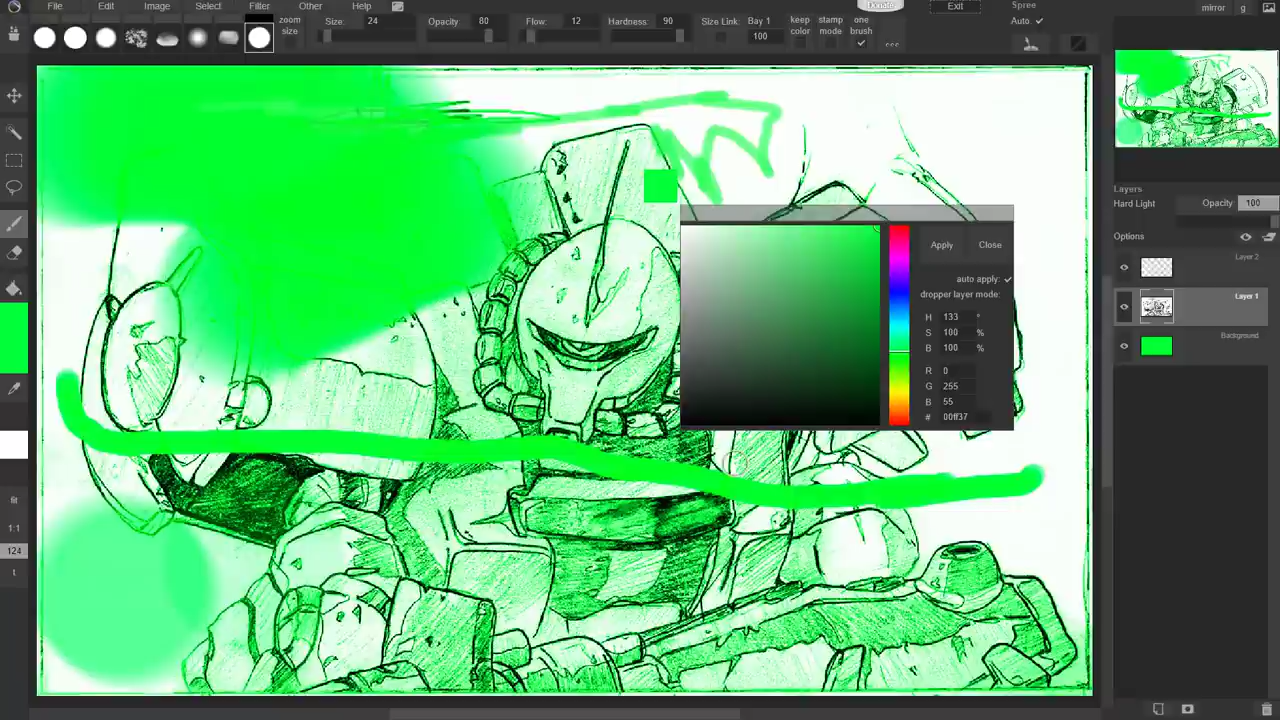 File Edit Image Select Filter Other Help Donate Exit Spree mirror g
zoom size Size: 24 Opacity 80 Flow: 12 Hardness: 90 Size Link: Bay 1 100 keep color stamp mode one brush Auto.
Layers
Hard Light Opacity 100
Options
Layer 2
Layer 1
Background
Apply Close
auto apply:
dropper layer mode:
H 133 °
S 100 %
B 100 %
R 0
G 255
B 55
# 00ff37
fit
1:1
124
t